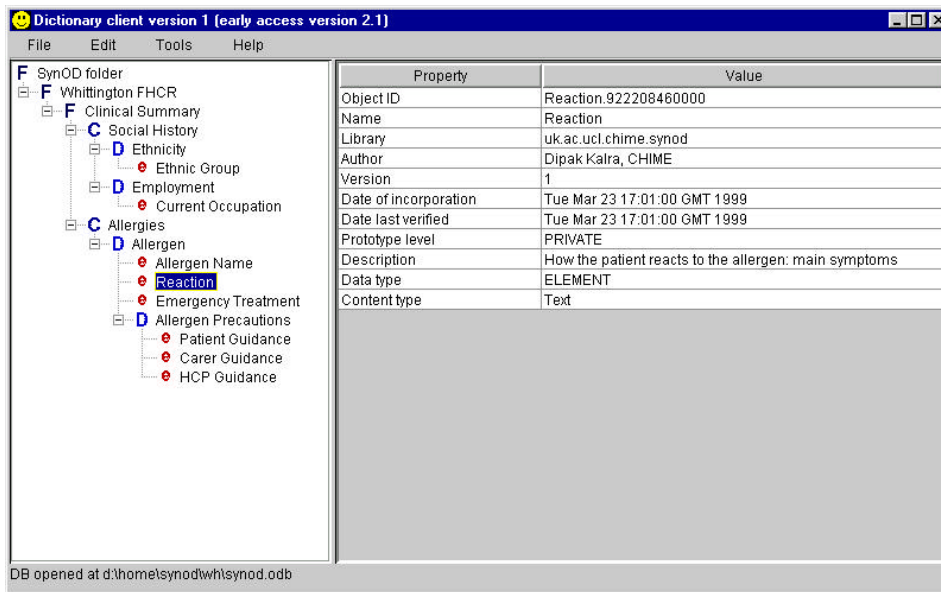 Dictionary client version 1 (early access version 2.1)
File Edit Tools Help
F SynOD folder
F Whittington FHCR
F Clinical Summary
C Social History
D Ethnicity
e Ethnic Group
D Employment
e Current Occupation
C Allergies
D Allergen
e Allergen Name
e Reaction
e Emergency Treatment
D Allergen Precautions
e Patient Guidance
e Carer Guidance
e HCP Guidance
Property Value
Object ID Reaction.922208460000
Name Reaction
Library uk.ac.ucl.chime.synod
Author Dipak Kalra, CHIME
Version 1
Date of incorporation Tue Mar 23 17:01:00 GMT 1999
Date last verified Tue Mar 23 17:01:00 GMT 1999
Prototype level PRIVATE
Description How the patient reacts to the allergen: main symptoms
Data type ELEMENT
Content type Text
DB opened at d:\home\synod\wh\synod.odb